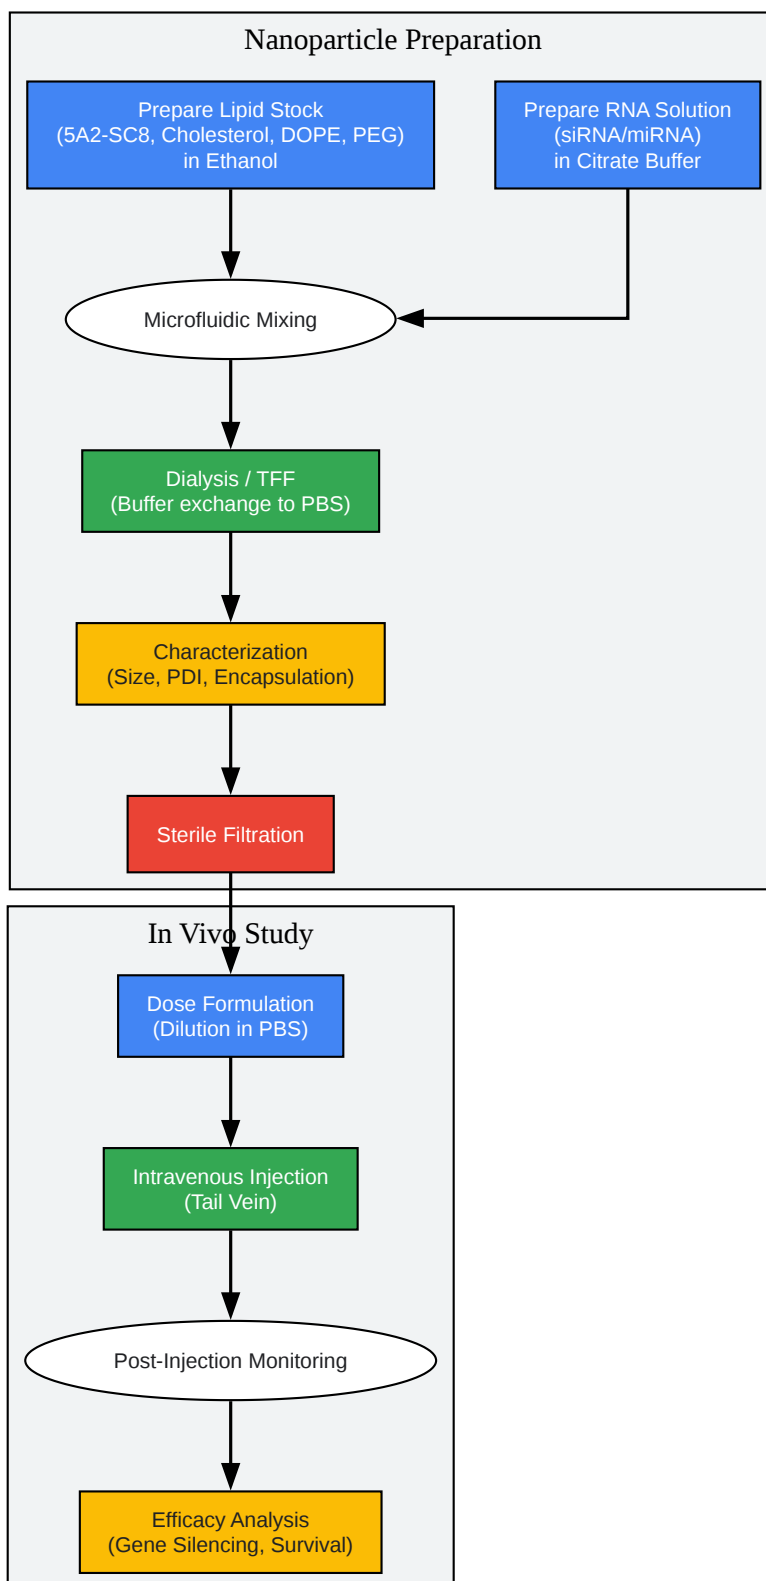 Nanoparticle Preparation
Prepare Lipid Stock
(5A2-SC8, Cholesterol, DOPE, PEG)
in Ethanol
Prepare RNA Solution
(siRNA/miRNA)
in Citrate Buffer
Microfluidic Mixing
Dialysis / TFF
(Buffer exchange to PBS)
Characterization
(Size, PDI, Encapsulation)
Sterile Filtration
In Vivo Study
Dose Formulation
(Dilution in PBS)
Intravenous Injection
(Tail Vein)
Post-Injection Monitoring
Efficacy Analysis
(Gene Silencing, Survival)